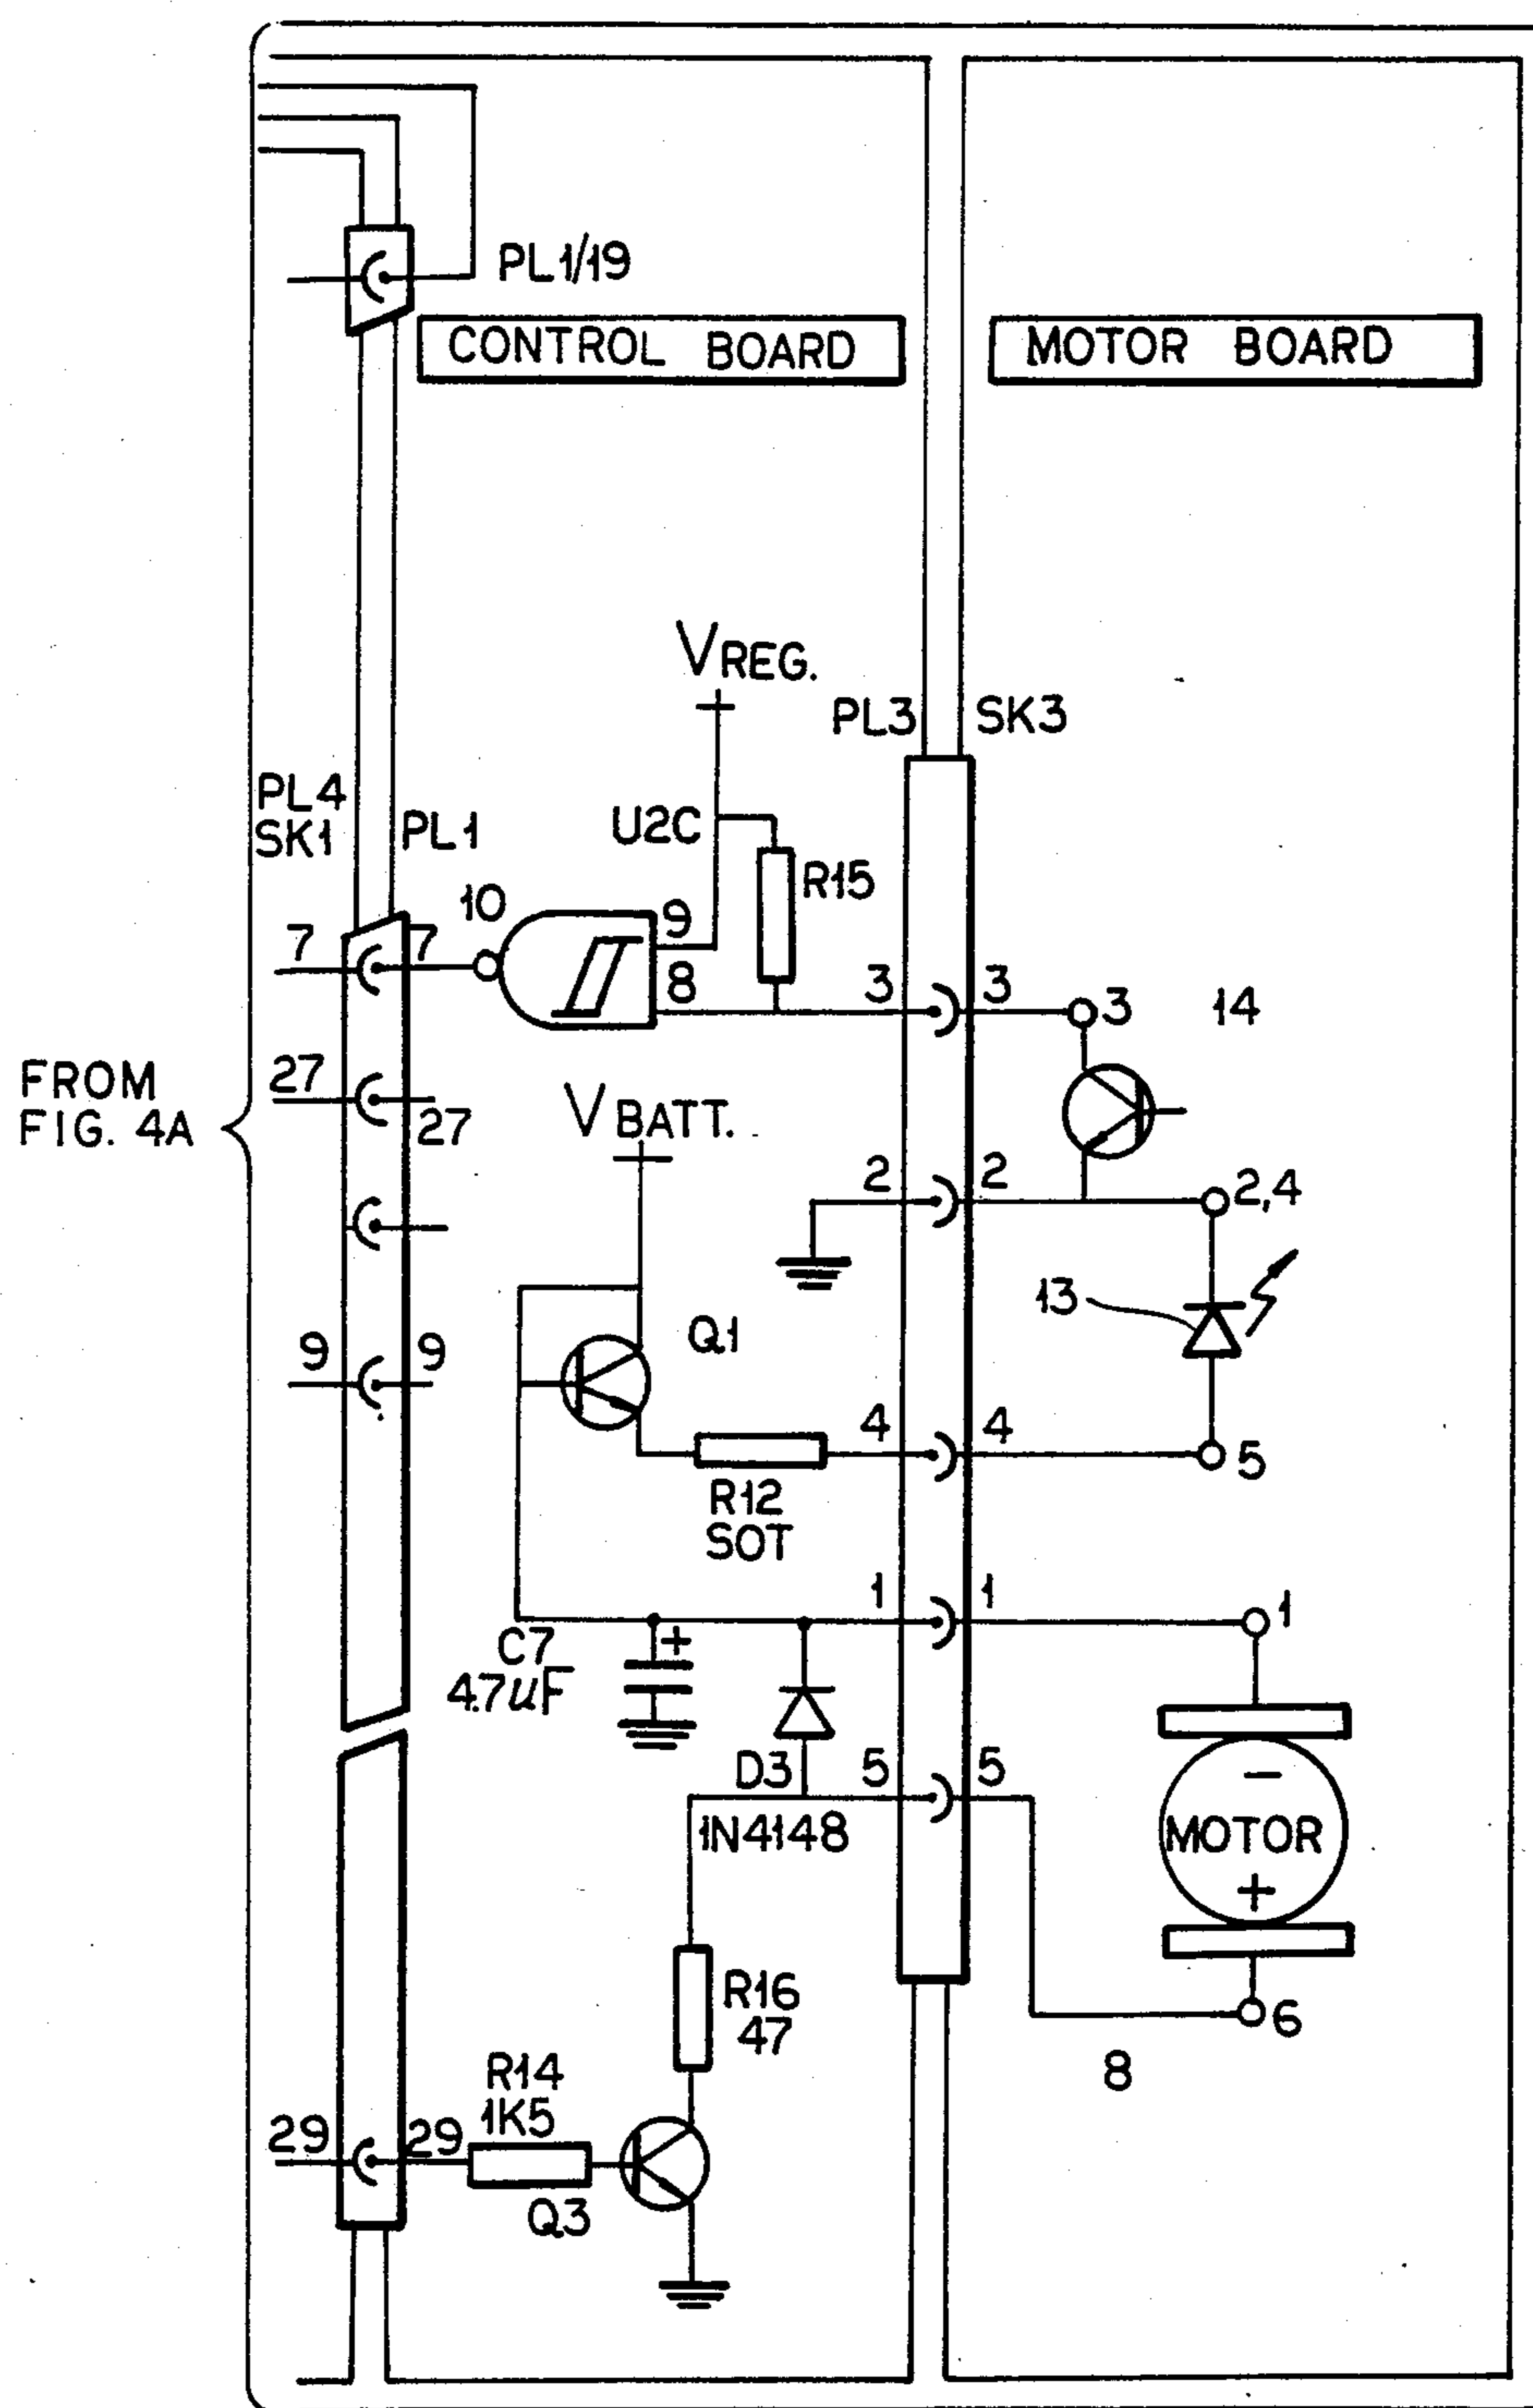 PL1/19
CONTROL BOARD
MOTOR BOARD
VREG.
PL3
SK3
PL4
SK1
PL1
U2C
R15
10
9
8
7
7
3
3
3
14
FROM
FIG. 4A
27
27
VBATT.
2
2
2,4
13
Q1
9
9
4
4
5
R12
SOT
1
1
1
C7
4.7uF
+
D3
1N4148
5
5
-
MOTOR
+
R16
47
6
8
R14
1K5
29
29
Q3